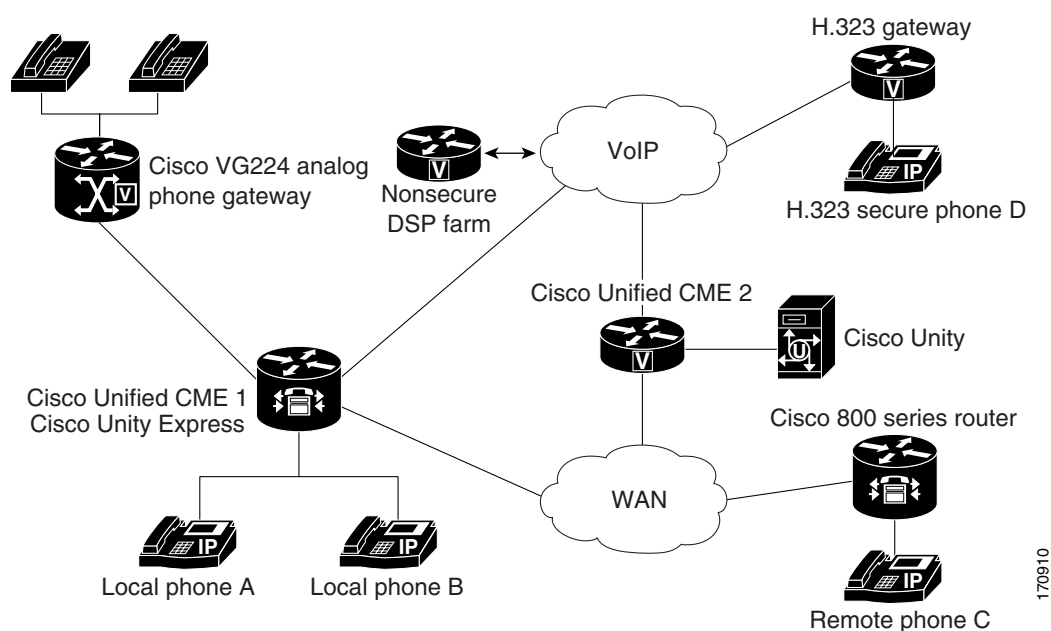 H.323 gateway
V
Cisco VG224 analog
phone gateway
V
V
Nonsecure
DSP farm
VoIP
IP
H.323 secure phone D
Cisco Unified CME 2
V
U
Cisco Unity
Cisco Unified CME 1
Cisco Unity Express
Cisco 800 series router
WAN
IP
Local phone A
IP
Local phone B
IP
Remote phone C
170910